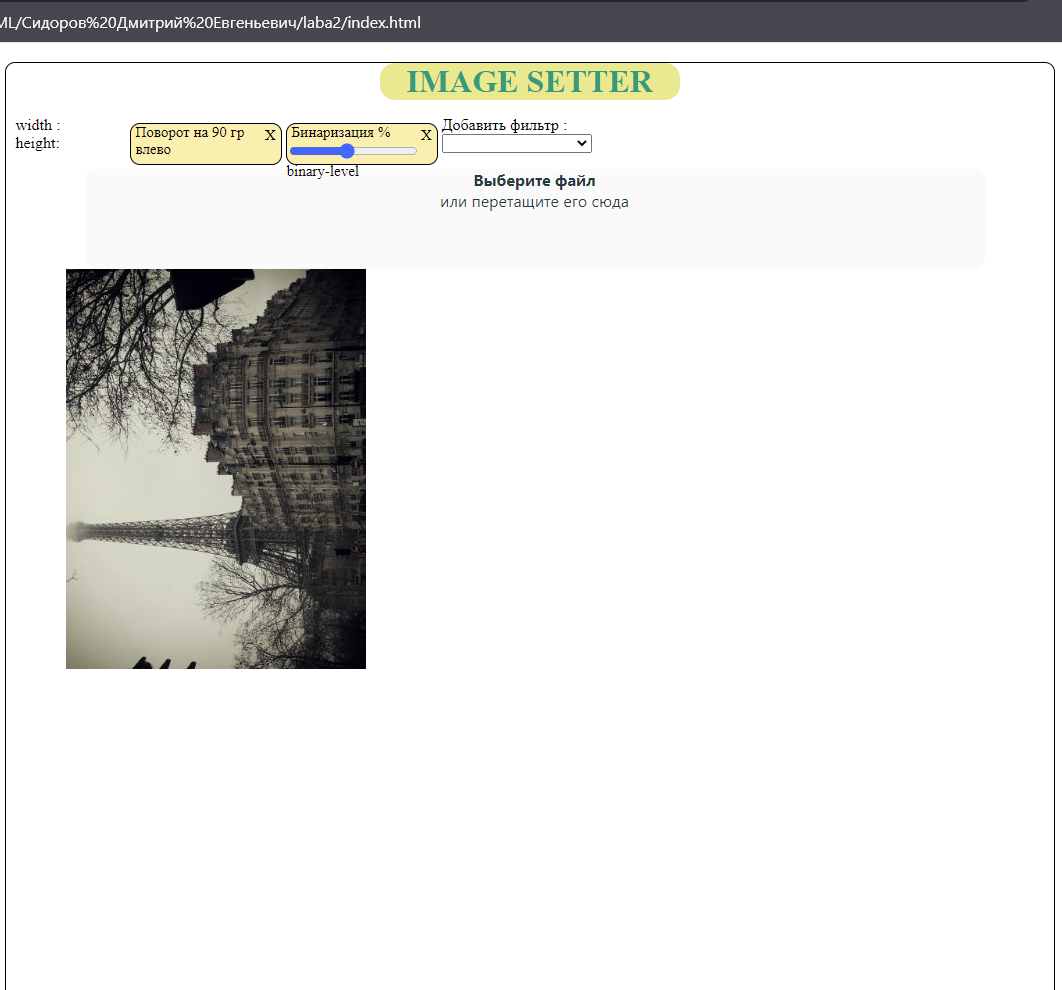 ML/Сидоров%20Дмитрий%20Евгеньевич/laba2/index.html
IMAGE SETTER
width :
height:
Поворот на 90 гр
влево
X
Бинаризация %
X
binary-level
Добавить фильтр :
Выберите файл
или перетащите его сюда